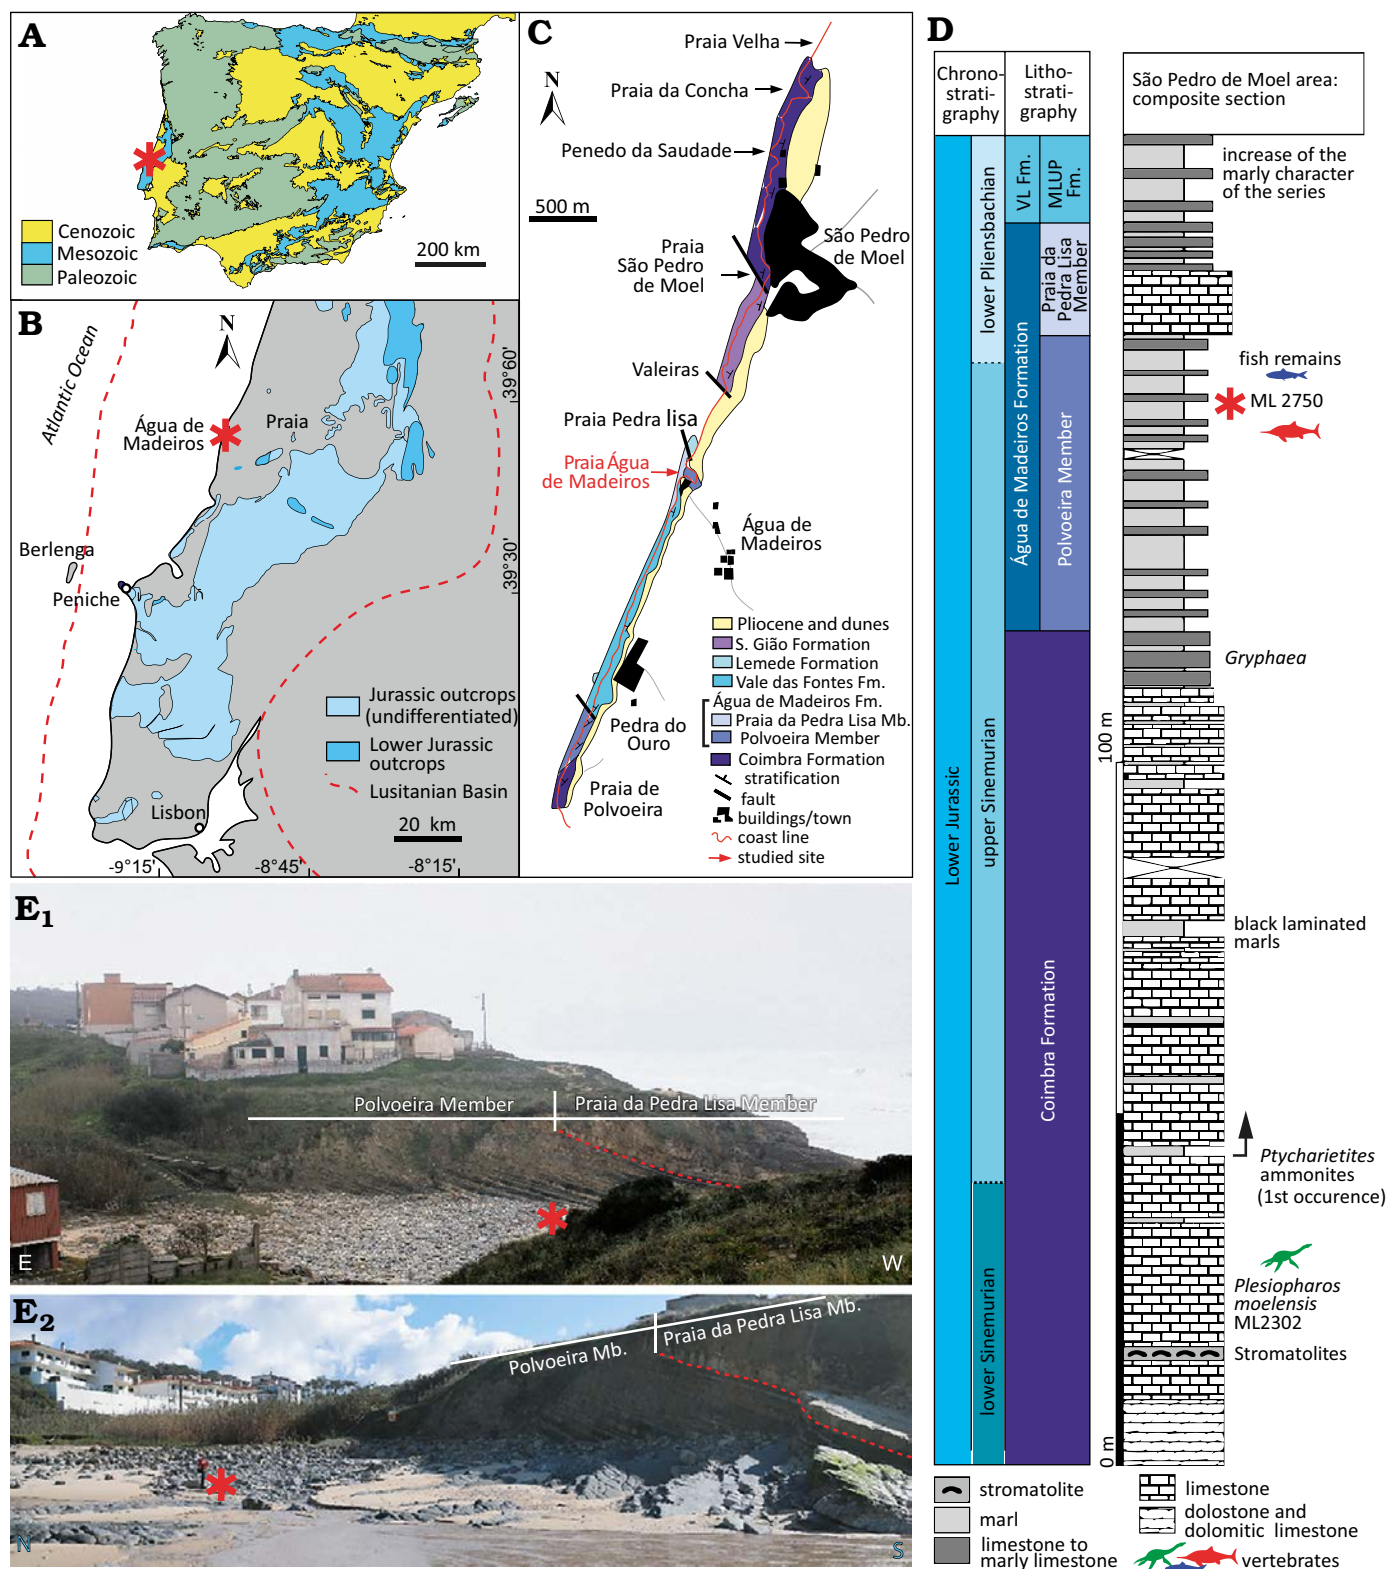 A
Cenozoic
Mesozoic
Paleozoic
200 km
B
N
Atlantic Ocean
Água de
Madeiros
Praia
Berlenga
Peniche
Lisbon
39°60'
39°30'
Jurassic outcrops
(undifferentiated)
Lower Jurassic
outcrops
Lusitanian Basin
20 km
-9°15'
-8°45'
-8°15'
C
N
500 m
Praia Velha
Praia da Concha
Penedo da Saudade
Praia
São Pedro
de Moel
São Pedro
de Moel
Valeiras
Praia Pedra lisa
Praia Água
de Madeiros
Água de
Madeiros
Pedra do
Ouro
Praia de
Polvoeira
Pliocene and dunes
S. Gião Formation
Lemede Formation
Vale das Fontes Fm.
Água de Madeiros Fm.
Praia da Pedra Lisa Mb.
Polvoeira Member
Coimbra Formation
stratification
fault
buildings/town
coast line
studied site
D
Chrono-
strati-
graphy
Litho-
strati-
graphy
São Pedro de Moel area:
composite section
Lower Jurassic
lower Pliensbachian
upper Sinemurian
lower Sinemurian
VL Fm.
MLUP
Fm.
Água de Madeiros Formation
Praia da
Pedra Lisa
Member
Polvoeira Member
Coimbra Formation
100 m
0 m
increase of the
marly character
of the series
fish remains
ML 2750
Gryphaea
black laminated
marls
Ptycharietites
ammonites
(1st occurence)
Plesiopharos
moelensis
ML2302
Stromatolites
stromatolite
marl
limestone to
marly limestone
limestone
dolostone and
dolomitic limestone
vertebrates
E1
Polvoeira Member
Praia da Pedra Lisa Member
E
W
E2
Polvoeira Mb.
Praia da Pedra Lisa Mb.
N
S